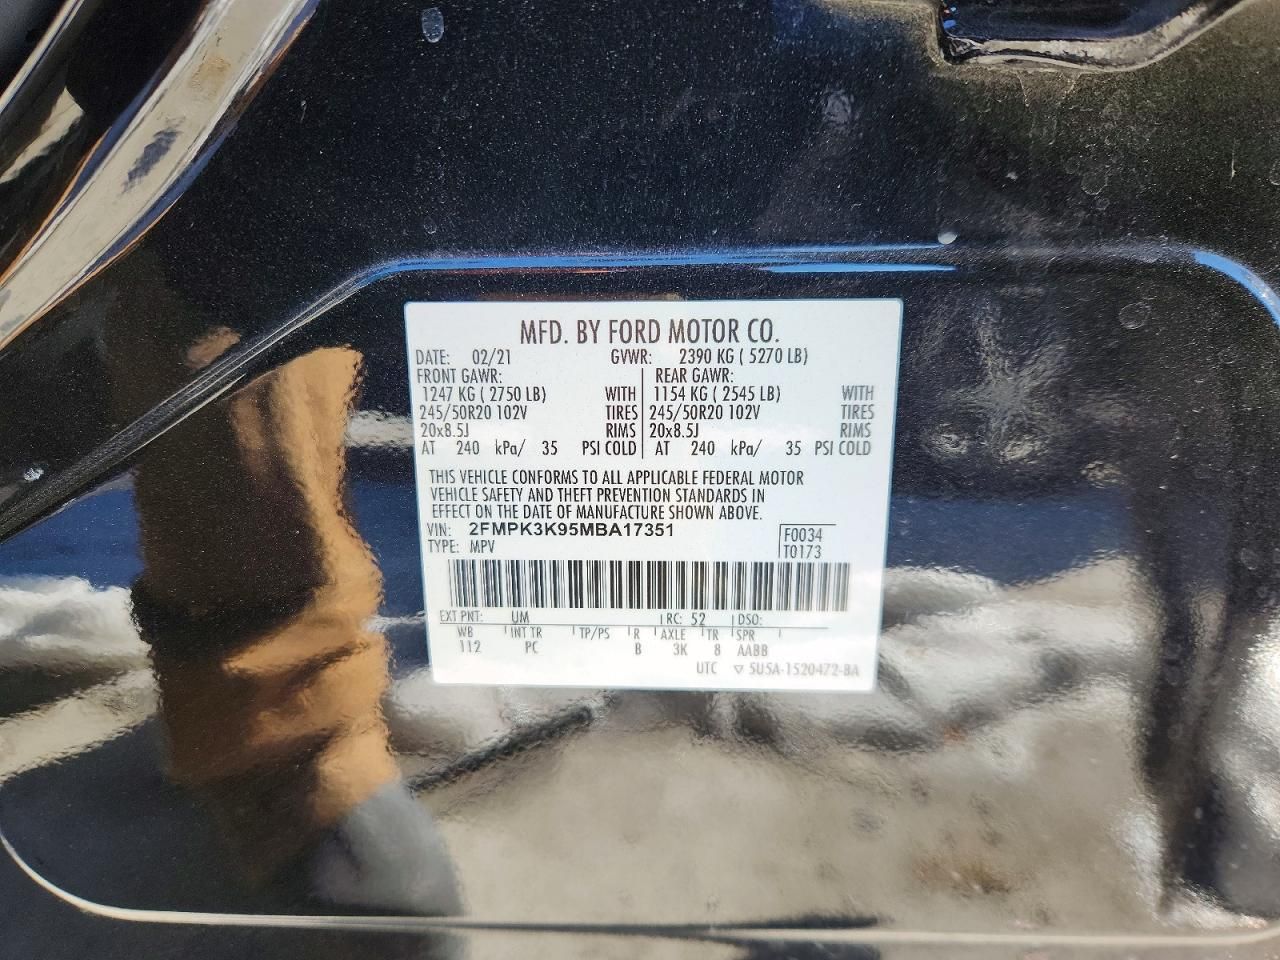 MFD. BY FORD MOTOR CO.
DATE: 02/21 GVWR: 2390 KG ( 5270 LB)
FRONT GAWR: REAR GAWR:
1247 KG ( 2750 LB) WITH 1154 KG ( 2545 LB) WITH
245/50R20 102V TIRES 245/50R20 102V TIRES
20x8.5J RIMS 20x8.5J RIMS
AT 240 kPa/ 35 PSI COLD AT 240 kPa/ 35 PSI COLD
THIS VEHICLE CONFORMS TO ALL APPLICABLE FEDERAL MOTOR
VEHICLE SAFETY AND THEFT PREVENTION STANDARDS IN
EFFECT ON THE DATE OF MANUFACTURE SHOWN ABOVE.
VIN: 2FMPK3K95MBA17351 F0034
TYPE: MPV T0173
EXT PNT: UM RC: 52 DSO:
WB INT TR TP/PS R AXLE TR SPR
112 PC B 3K 8 AABB
UTC ▽ 5U5A-1520472-BA